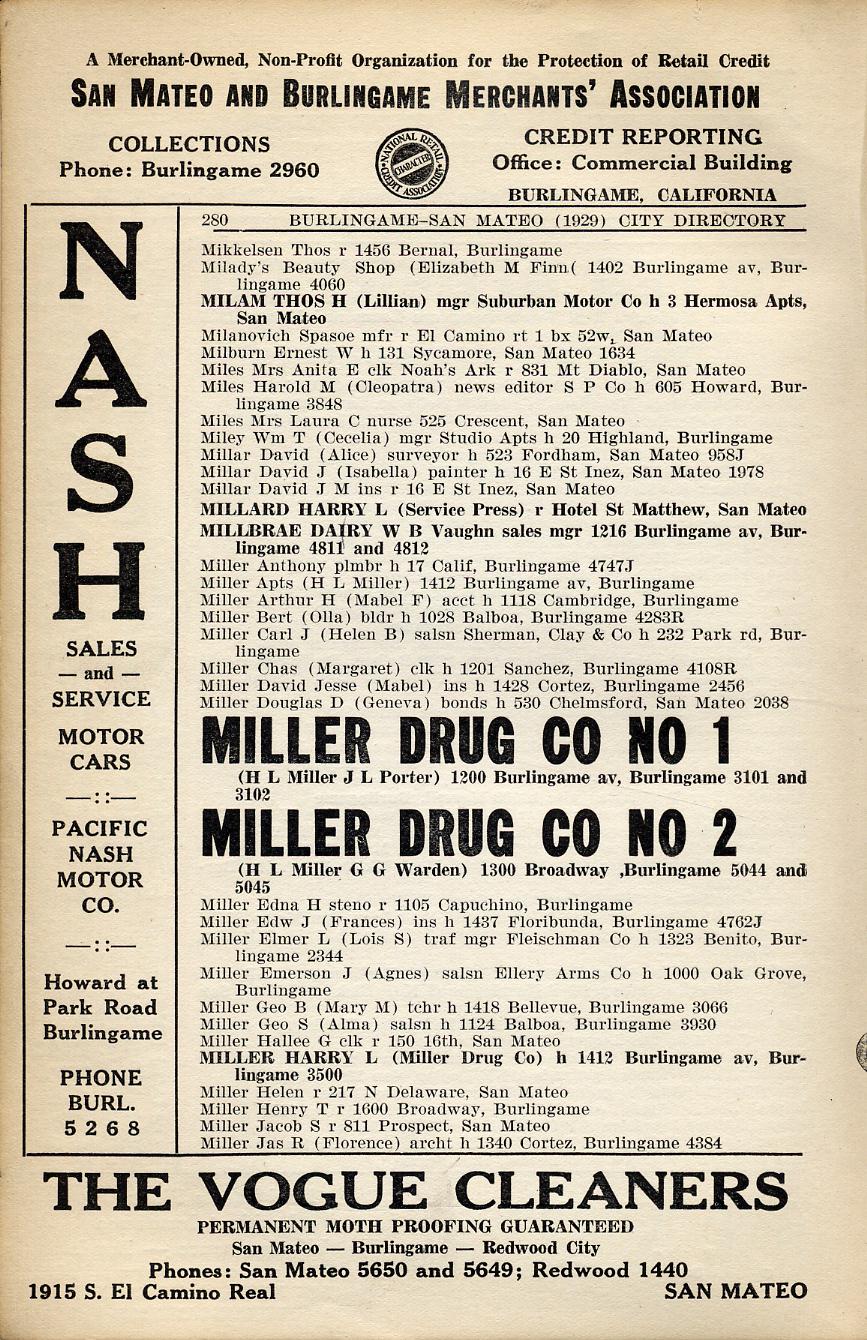 A Merchant-Owned, Non-Profit Organization for the Protection of Retail Credit
SAN MATEO AND BURLINGAME MERCHANTS' ASSOCIATION
COLLECTIONS
Phone: Burlingame 2960
NATIONAL RETAIL
CHARACTER
CREDIT ASSOCIATION
CREDIT REPORTING
Office: Commercial Building
BURLINGAME, CALIFORNIA
NASH
SALES
— and —
SERVICE
MOTOR
CARS
—::—
PACIFIC
NASH
MOTOR
CO.
—::—
Howard at
Park Road
Burlingame
PHONE
BURL.
5268
280 BURLINGAME–SAN MATEO (1929) CITY DIRECTORY
Mikkelsen Thos r 1456 Bernal, Burlingame
Milady's Beauty Shop (Elizabeth M Finn( 1402 Burlingame av, Bur-
lingame 4060
MILAM THOS H (Lillian) mgr Suburban Motor Co h 3 Hermosa Apts,
San Mateo
Milanovich Spasoe mfr r El Camino rt 1 bx 52w, San Mateo
Milburn Ernest W h 131 Sycamore, San Mateo 1634
Miles Mrs Anita E clk Noah's Ark r 831 Mt Diablo, San Mateo
Miles Harold M (Cleopatra) news editor S P Co h 605 Howard, Bur-
lingame 3848
Miles Mrs Laura C nurse 525 Crescent, San Mateo
Miley Wm T (Cecelia) mgr Studio Apts h 20 Highland, Burlingame
Millar David (Alice) surveyor h 523 Fordham, San Mateo 958J
Millar David J (Isabella) painter h 16 E St Inez, San Mateo 1978
Millar David J M ins r 16 E St Inez, San Mateo
MILLARD HARRY L (Service Press) r Hotel St Matthew, San Mateo
MILLBRAE DAIRY W B Vaughn sales mgr 1216 Burlingame av, Bur-
lingame 4811 and 4812
Miller Anthony plmbr h 17 Calif, Burlingame 4747J
Miller Apts (H L Miller) 1412 Burlingame av, Burlingame
Miller Arthur H (Mabel F) acct h 1118 Cambridge, Burlingame
Miller Bert (Olla) bldr h 1028 Balboa, Burlingame 4283R
Miller Carl J (Helen B) salsn Sherman, Clay & Co h 232 Park rd, Bur-
lingame
Miller Chas (Margaret) clk h 1201 Sanchez, Burlingame 4108R
Miller David Jesse (Mabel) ins h 1428 Cortez, Burlingame 2456
Miller Douglas D (Geneva) bonds h 530 Chelmsford, San Mateo 2038
MILLER DRUG CO NO 1
(H L Miller J L Porter) 1200 Burlingame av, Burlingame 3101 and
3102
MILLER DRUG CO NO 2
(H L Miller G G Warden) 1300 Broadway ,Burlingame 5044 and
5045
Miller Edna H steno r 1105 Capuchino, Burlingame
Miller Edw J (Frances) ins h 1437 Floribunda, Burlingame 4762J
Miller Elmer L (Lois S) traf mgr Fleischman Co h 1323 Benito, Bur-
lingame 2344
Miller Emerson J (Agnes) salsn Ellery Arms Co h 1000 Oak Grove,
Burlingame
Miller Geo B (Mary M) tchr h 1418 Bellevue, Burlingame 3066
Miller Geo S (Alma) salsn h 1124 Balboa, Burlingame 3930
Miller Hallee G clk r 150 16th, San Mateo
MILLER HARRY L (Miller Drug Co) h 1412 Burlingame av, Bur-
lingame 3500
Miller Helen r 217 N Delaware, San Mateo
Miller Henry T r 1600 Broadway, Burlingame
Miller Jacob S r 811 Prospect, San Mateo
Miller Jas R (Florence) archt h 1340 Cortez, Burlingame 4384
THE VOGUE CLEANERS
PERMANENT MOTH PROOFING GUARANTEED
San Mateo — Burlingame — Redwood City
Phones: San Mateo 5650 and 5649; Redwood 1440
1915 S. El Camino Real SAN MATEO